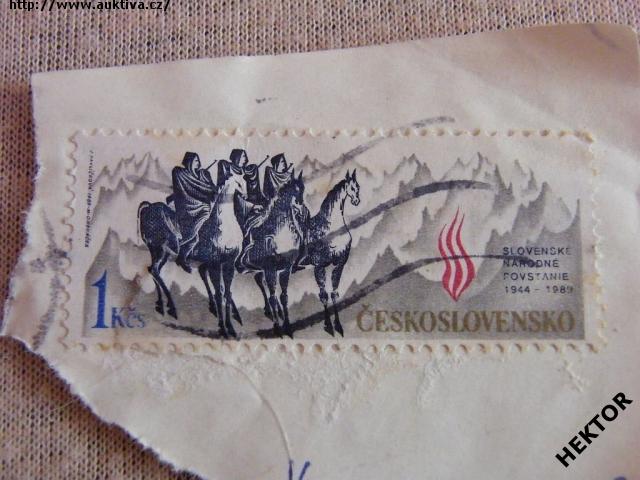 http://www.auktiva.cz/
SLOVENSKÉ
NÁRODNÉ
POVSTANIE
1944 - 1989
1 Kčs
ČESKOSLOVENSKO
HEKTOR